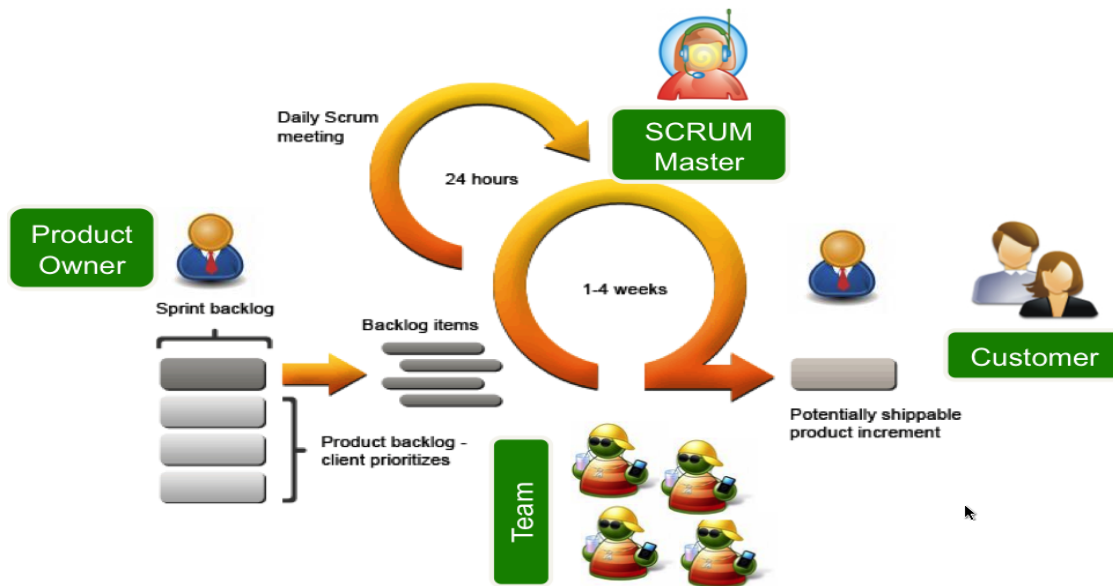 SCRUM
Master
Daily Scrum
meeting
24 hours
Product
Owner
1-4 weeks
Sprint backlog
Backlog items
Customer
Potentially shippable
product increment
Product backlog -
client prioritizes
Team